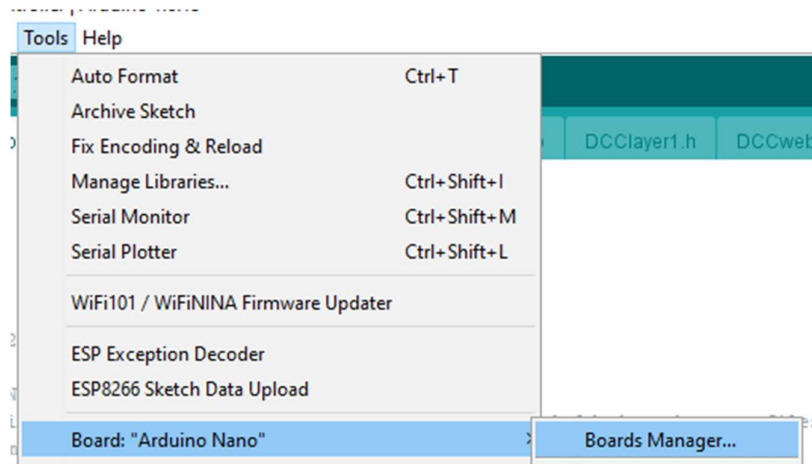 Tools Help
Auto Format Ctrl+T
Archive Sketch
Fix Encoding & Reload
DCClayer1.h DCCweb
Manage Libraries... Ctrl+Shift+I
Serial Monitor Ctrl+Shift+M
Serial Plotter Ctrl+Shift+L
WiFi101 / WiFiNINA Firmware Updater
ESP Exception Decoder
ESP8266 Sketch Data Upload
Board: "Arduino Nano" Boards Manager...